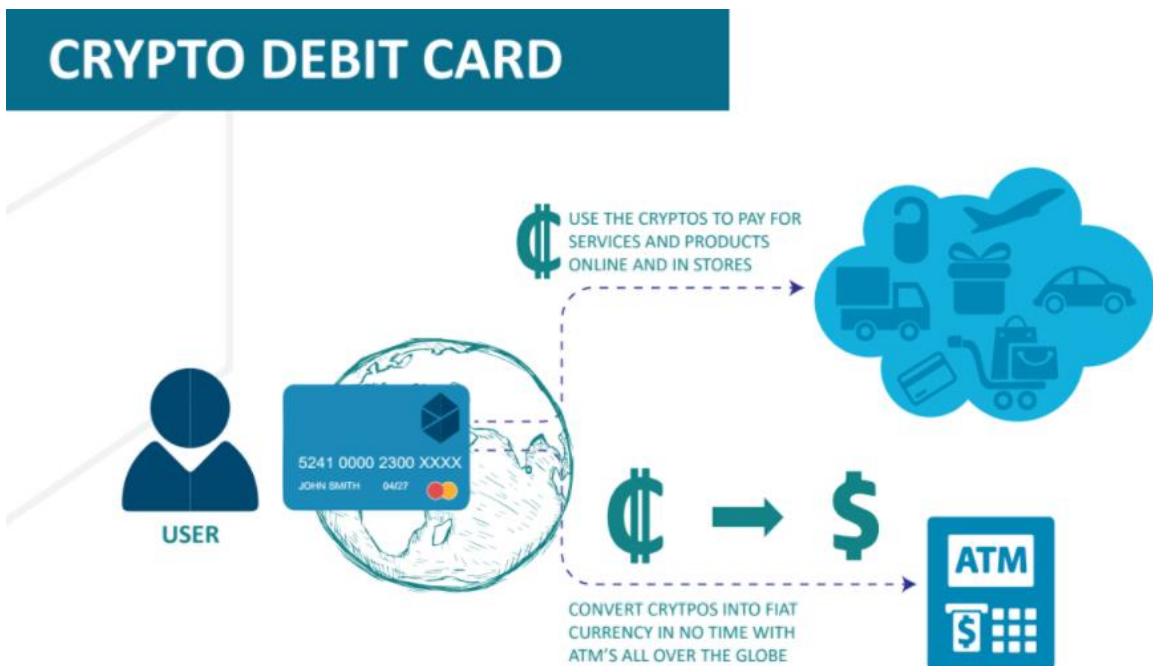 CRYPTO DEBIT CARD
₵ USE THE CRYPTOS TO PAY FOR
SERVICES AND PRODUCTS
ONLINE AND IN STORES
5241 0000 2300 XXXX
JOHN SMITH 04/27
USER
₵ $
ATM
$
CONVERT CRYTPOS INTO FIAT
CURRENCY IN NO TIME WITH
ATM'S ALL OVER THE GLOBE